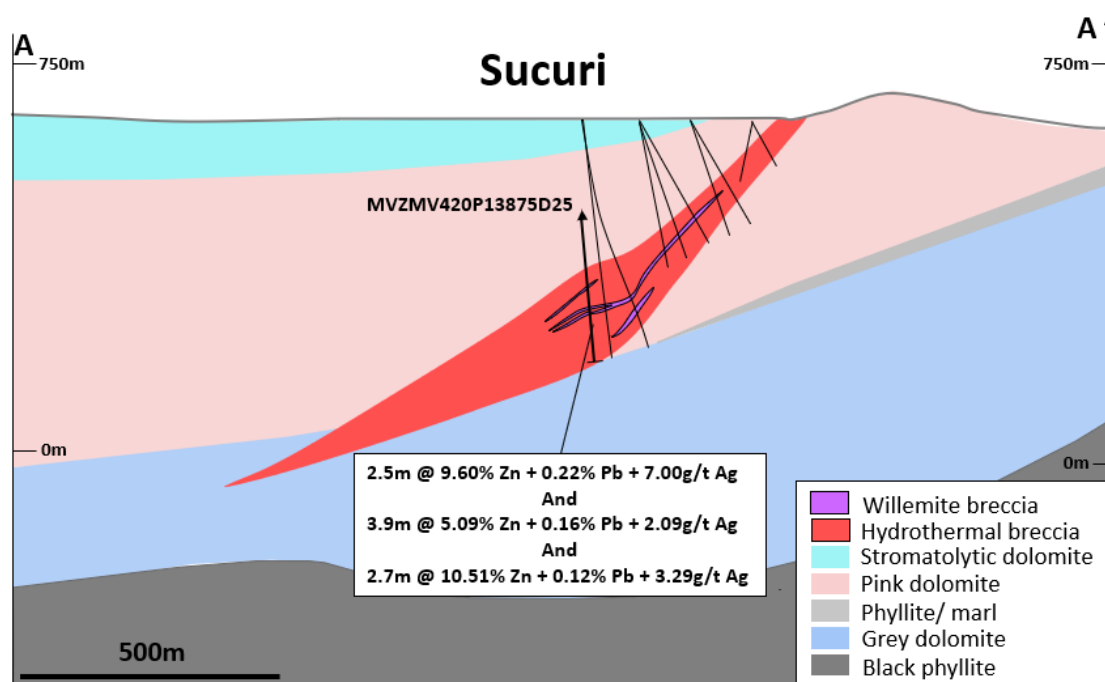 A
A '
750m
750m
Sucuri
MVZMV420P13875D25
0m
0m
2.5m @ 9.60% Zn + 0.22% Pb + 7.00g/t Ag
And
3.9m @ 5.09% Zn + 0.16% Pb + 2.09g/t Ag
And
2.7m @ 10.51% Zn + 0.12% Pb + 3.29g/t Ag
Willemite breccia
Hydrothermal breccia
Stromatolytic dolomite
Pink dolomite
Phyllite/ marl
Grey dolomite
Black phyllite
500m